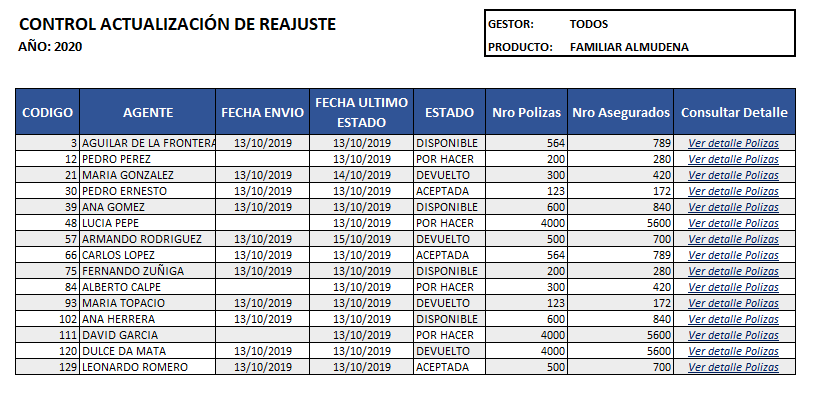 CONTROL ACTUALIZACIÓN DE REAJUSTE
AÑO: 2020
GESTOR: TODOS
PRODUCTO: FAMILIAR ALMUDENA
CODIGO AGENTE FECHA ENVIO FECHA ULTIMO ESTADO ESTADO Nro Polizas Nro Asegurados Consultar Detalle
3 AGUILAR DE LA FRONTERA 13/10/2019 13/10/2019 DISPONIBLE 564 789 Ver detalle Polizas
12 PEDRO PEREZ 13/10/2019 POR HACER 200 280 Ver detalle Polizas
21 MARIA GONZALEZ 13/10/2019 14/10/2019 DEVUELTO 300 420 Ver detalle Polizas
30 PEDRO ERNESTO 13/10/2019 13/10/2019 ACEPTADA 123 172 Ver detalle Polizas
39 ANA GOMEZ 13/10/2019 13/10/2019 DISPONIBLE 600 840 Ver detalle Polizas
48 LUCIA PEPE 13/10/2019 POR HACER 4000 5600 Ver detalle Polizas
57 ARMANDO RODRIGUEZ 13/10/2019 15/10/2019 DEVUELTO 500 700 Ver detalle Polizas
66 CARLOS LOPEZ 13/10/2019 13/10/2019 ACEPTADA 564 789 Ver detalle Polizas
75 FERNANDO ZUÑIGA 13/10/2019 13/10/2019 DISPONIBLE 200 280 Ver detalle Polizas
84 ALBERTO CALPE 13/10/2019 POR HACER 300 420 Ver detalle Polizas
93 MARIA TOPACIO 13/10/2019 13/10/2019 DEVUELTO 123 172 Ver detalle Polizas
102 ANA HERRERA 13/10/2019 13/10/2019 DISPONIBLE 600 840 Ver detalle Polizas
111 DAVID GARCIA 13/10/2019 POR HACER 4000 5600 Ver detalle Polizas
120 DULCE DA MATA 13/10/2019 13/10/2019 DEVUELTO 4000 5600 Ver detalle Polizas
129 LEONARDO ROMERO 13/10/2019 13/10/2019 ACEPTADA 500 700 Ver detalle Polizas